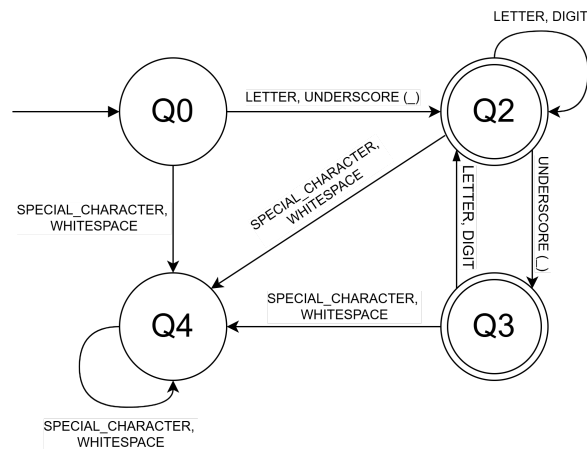 LETTER, DIGIT
Q0
LETTER, UNDERSCORE (_)
Q2
SPECIAL_CHARACTER,
WHITESPACE
SPECIAL_CHARACTER,
WHITESPACE
LETTER, DIGIT
UNDERSCORE (_)
Q4
SPECIAL_CHARACTER,
WHITESPACE
Q3
SPECIAL_CHARACTER,
WHITESPACE